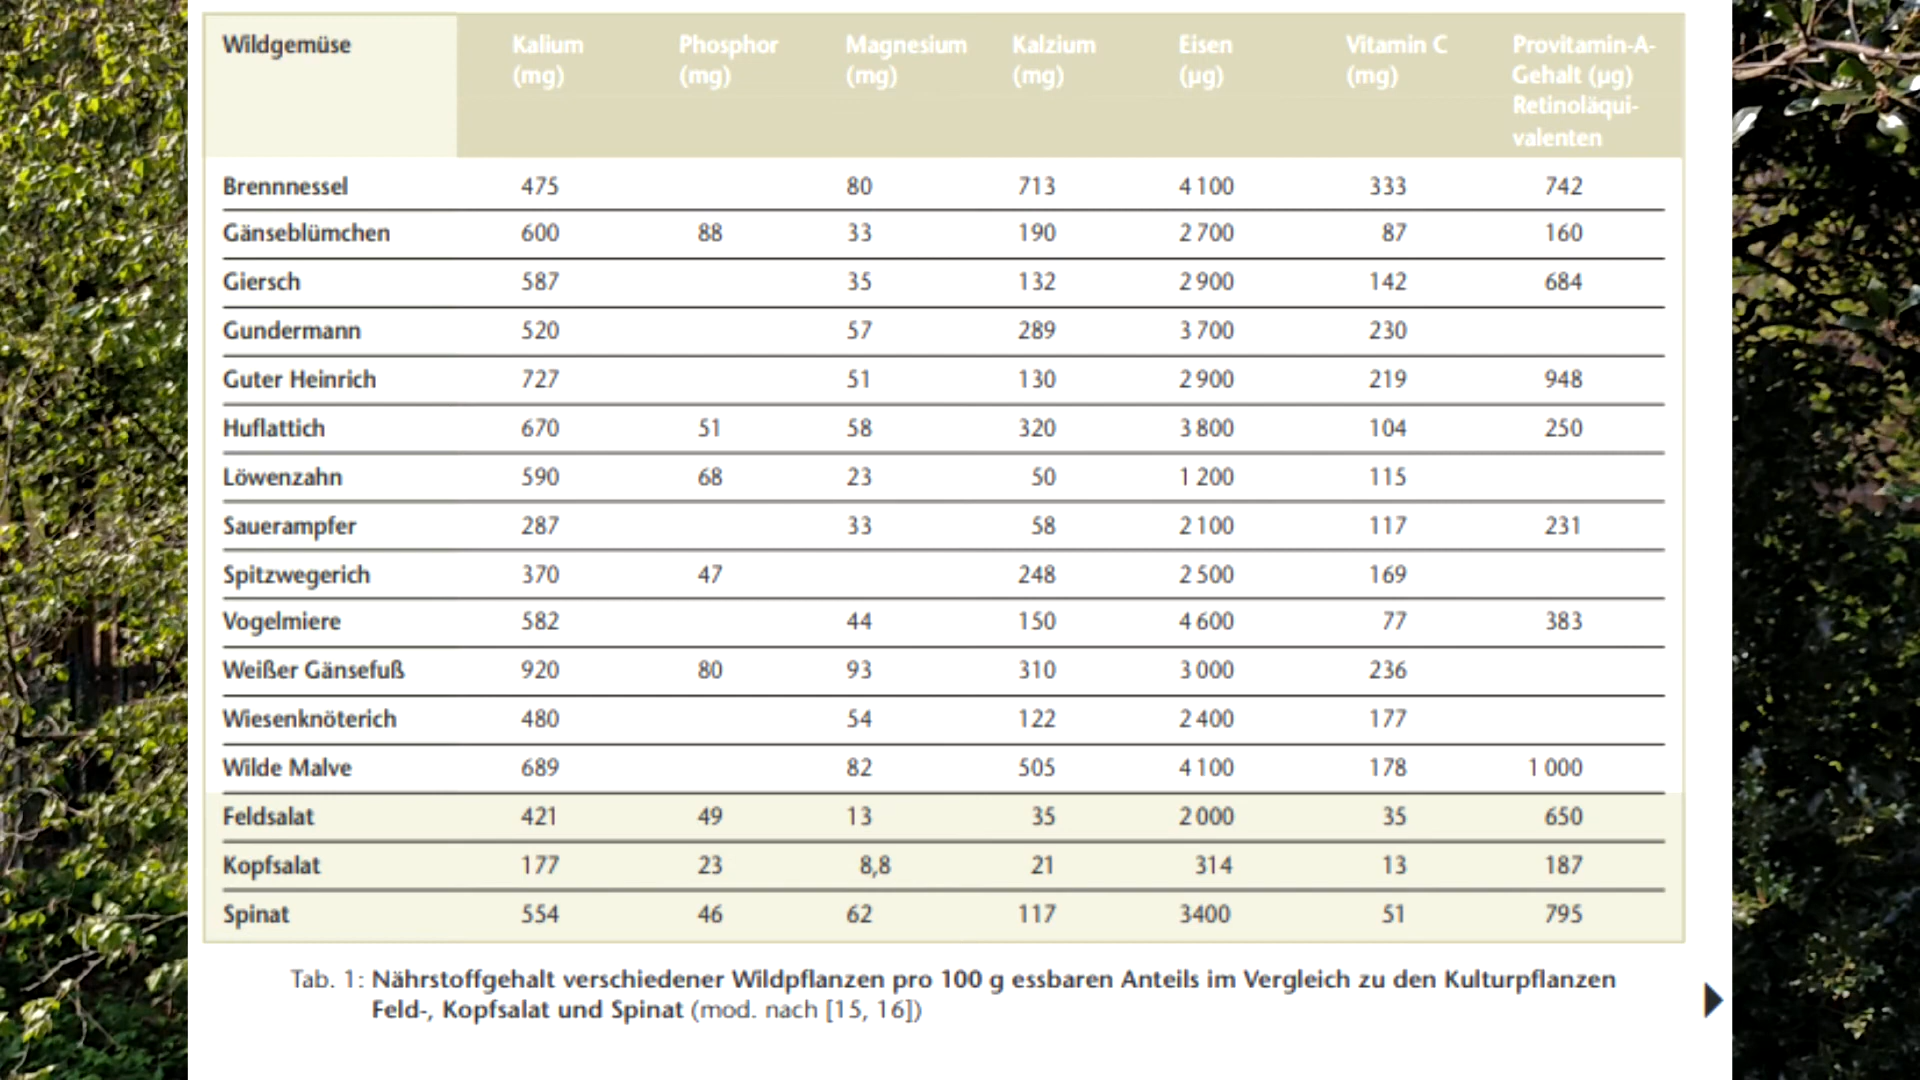 Wildgemüse Kalium Phosphor Magnesium Kalzium Eisen Vitamin C Provitamin-A-
(mg) (mg) (mg) (mg) (µg) (mg) Gehalt (µg)
Retinoläqui-
valenten
Brennnessel 475 80 713 4 100 333 742
Gänseblümchen 600 88 33 190 2 700 87 160
Giersch 587 35 132 2 900 142 684
Gundermann 520 57 289 3 700 230
Guter Heinrich 727 51 130 2 900 219 948
Huflattich 670 51 58 320 3 800 104 250
Löwenzahn 590 68 23 50 1 200 115
Sauerampfer 287 33 58 2 100 117 231
Spitzwegerich 370 47 248 2 500 169
Vogelmiere 582 44 150 4 600 77 383
Weißer Gänsefuß 920 80 93 310 3 000 236
Wiesenknöterich 480 54 122 2 400 177
Wilde Malve 689 82 505 4 100 178 1 000
Feldsalat 421 49 13 35 2 000 35 650
Kopfsalat 177 23 8,8 21 314 13 187
Spinat 554 46 62 117 3400 51 795
Tab. 1: Nährstoffgehalt verschiedener Wildpflanzen pro 100 g essbaren Anteils im Vergleich zu den Kulturpflanzen
Feld-, Kopfsalat und Spinat (mod. nach [15, 16])